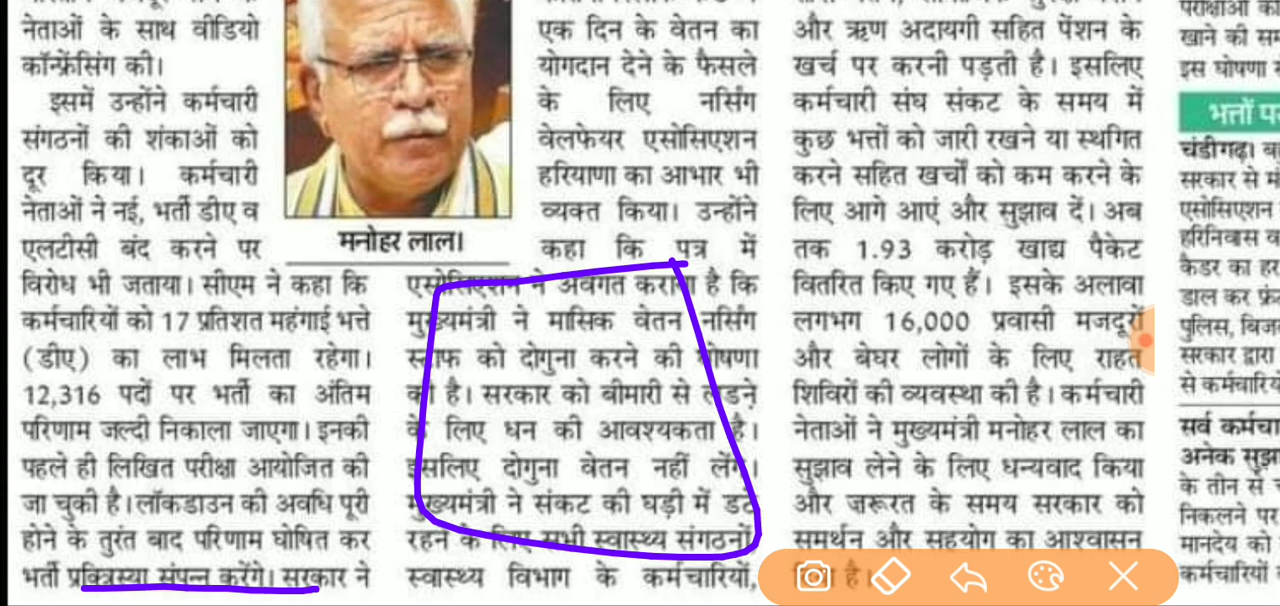 नेताओं के साथ वीडियो
कॉन्फ्रेंसिंग की।
इसमें उन्होंने कर्मचारी
संगठनों की शंकाओं को
दूर किया। कर्मचारी
नेताओं ने नई, भर्ती डीए व
एलटीसी बंद करने पर
विरोध भी जताया। सीएम ने कहा कि
कर्मचारियों को 17 प्रतिशत महंगाई भत्ते
(डीए) का लाभ मिलता रहेगा।
12,316 पदों पर भर्ती का अंतिम
परिणाम जल्दी निकाला जाएगा। इनकी
पहले ही लिखित परीक्षा आयोजित की
जा चुकी है। लॉकडाउन की अवधि पूरी
होने के तुरंत बाद परिणाम घोषित कर
भर्ती संपन्न करेंगे। सरकार ने
मनोहर लाल।
एक दिन के वेतन का
योगदान देने के फैसले
के लिए नर्सिंग
वेलफेयर एसोसिएशन
हरियाणा का आभार भी
व्यक्त किया। उन्होंने
कहा कि पत्र में
एसोसिएशन ने अवगत कराया है कि
मुख्यमंत्री ने मासिक वेतन नर्सिंग
स्टाफ को दोगुना करने की घोषणा
की है। सरकार को बीमारी से लड़ने
के लिए धन की आवश्यकता है।
इसलिए दोगुना वेतन नहीं लेंगे।
मुख्यमंत्री ने संकट की घड़ी में डटे
रहने के लिए सभी स्वास्थ्य संगठनों
स्वास्थ्य विभाग के कर्मचारियों,
और ऋण अदायगी सहित पेंशन के
खर्च पर करनी पड़ती है। इसलिए
कर्मचारी संघ संकट के समय में
कुछ भत्तों को जारी रखने या स्थगित
करने सहित खर्चों को कम करने के
लिए आगे आएं और सुझाव दें। अब
तक 1.93 करोड़ खाद्य पैकेट
वितरित किए गए हैं। इसके अलावा
लगभग 16,000 प्रवासी मजदूरों
और बेघर लोगों के लिए राहत
शिविरों की व्यवस्था की है। कर्मचारी
नेताओं ने मुख्यमंत्री मनोहर लाल का
सुझाव लेने के लिए धन्यवाद किया
और जरूरत के समय सरकार को
समर्थन और सहयोग का आश्वासन
है।
खाने की
इस घोषणा
भत्तों
चंडीगढ़।
सरकार से
एसोसिएशन
हरिनिवास
कैडर का
डाल कर
पुलिस,
सरकार द्वारा
से
सर्व
अनेक
के तीन से
निकलने पर
मानदेय को